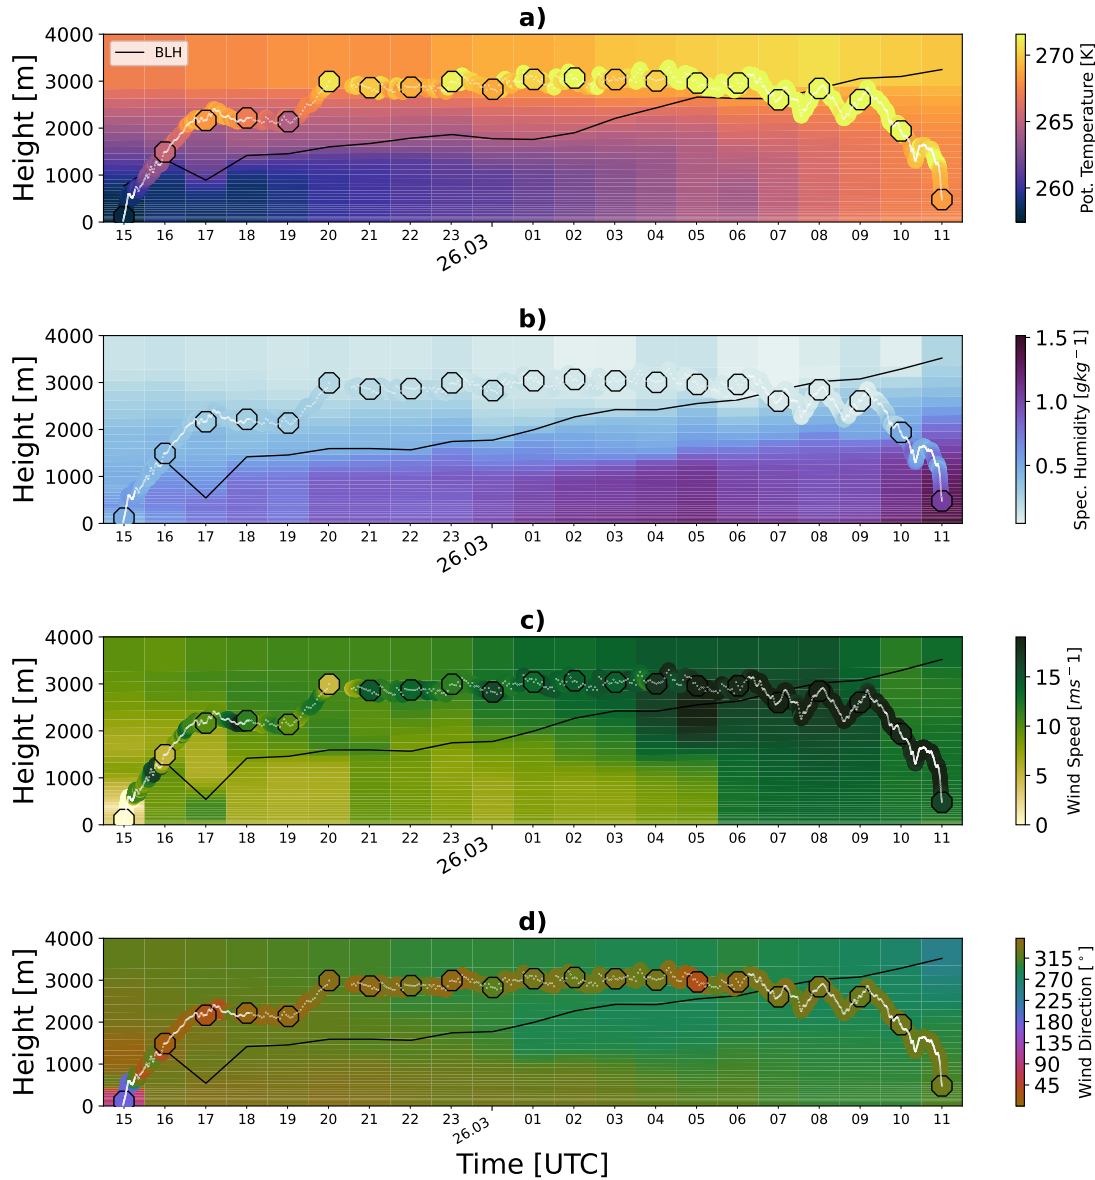 a)
Height [m]
4000
3000
2000
1000
0
BLH
15 16 17 18 19 20 21 22 23 01 02 03 04 05 06 07 08 09 10 11
26.03
270
265
260
Pot. Temperature [K]
b)
Height [m]
4000
3000
2000
1000
0
15 16 17 18 19 20 21 22 23 01 02 03 04 05 06 07 08 09 10 11
26.03
1.5
1.0
0.5
Spec. Humidity [gkg − 1]
c)
Height [m]
4000
3000
2000
1000
0
15 16 17 18 19 20 21 22 23 01 02 03 04 05 06 07 08 09 10 11
26.03
15
10
5
0
Wind Speed [ms − 1]
d)
Height [m]
4000
3000
2000
1000
0
15 16 17 18 19 20 21 22 23 01 02 03 04 05 06 07 08 09 10 11
26.03
315
270
225
180
135
90
45
Wind Direction [°]
Time [UTC]